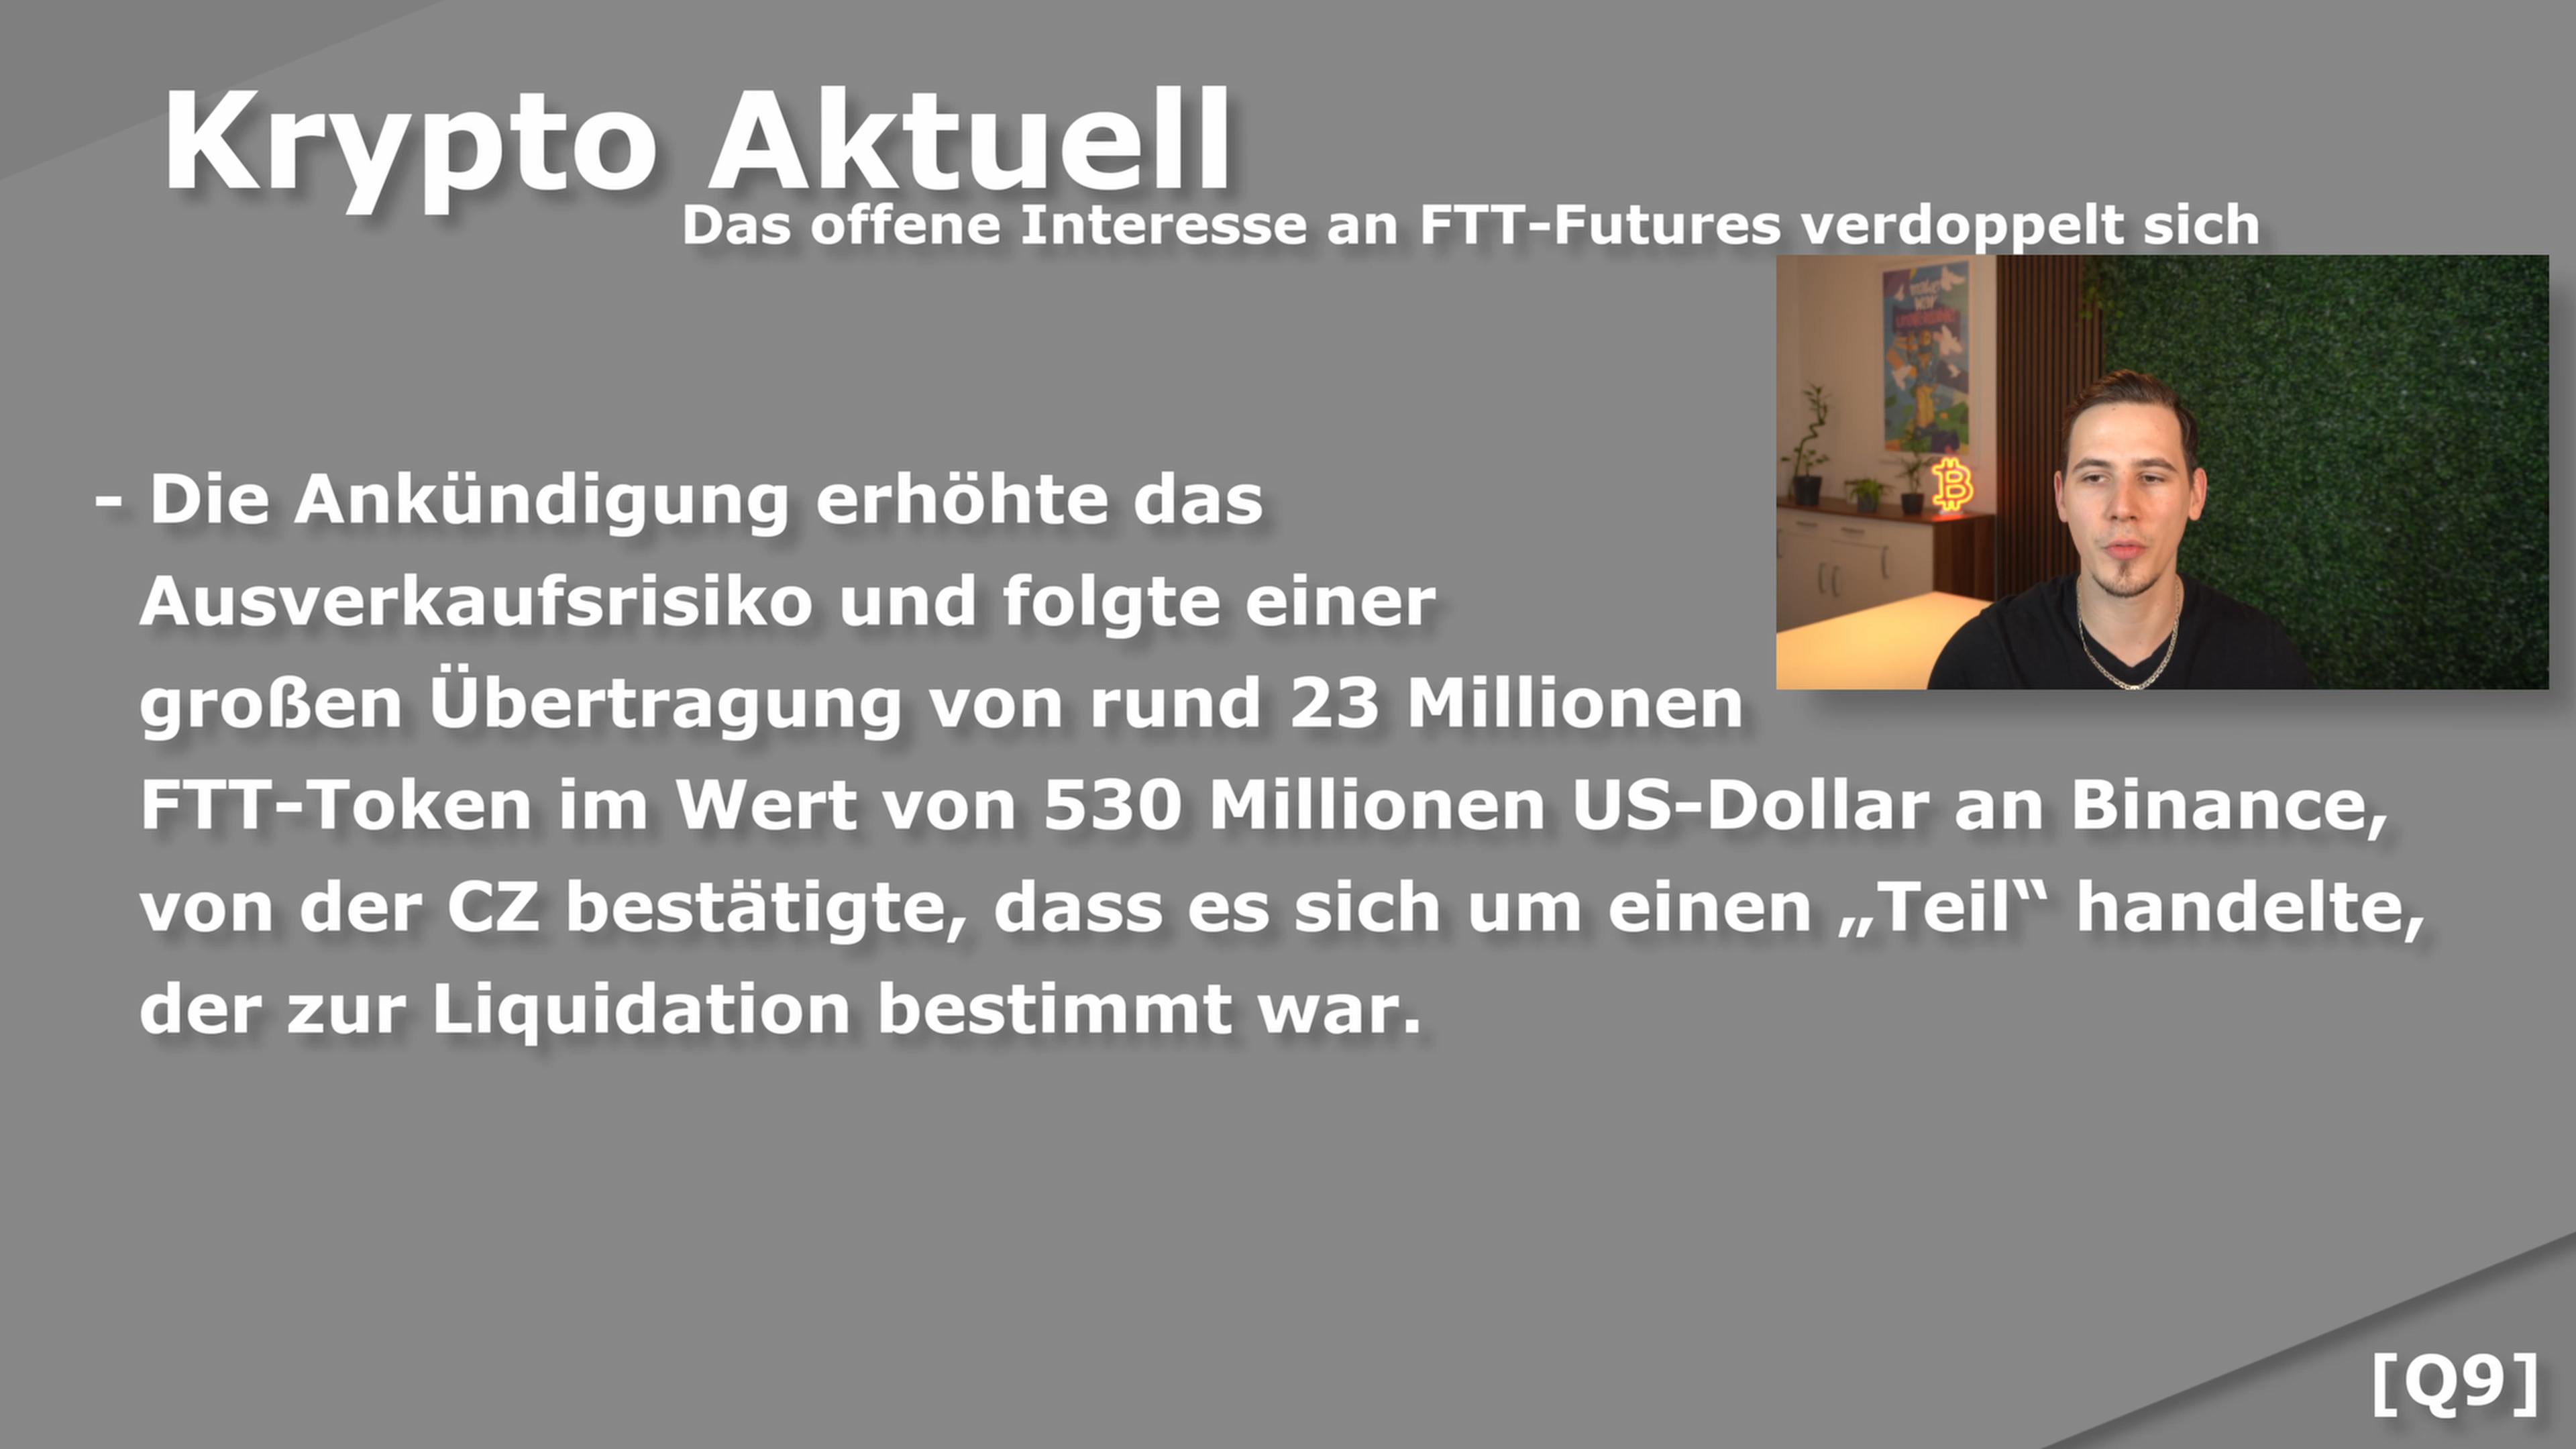 Krypto Aktuell
Das offene Interesse an FTT-Futures verdoppelt sich
- Die Ankündigung erhöhte das
Ausverkaufsrisiko und folgte einer
großen Übertragung von rund 23 Millionen
FTT-Token im Wert von 530 Millionen US-Dollar an Binance,
von der CZ bestätigte, dass es sich um einen „Teil“ handelte,
der zur Liquidation bestimmt war.
[Q9]